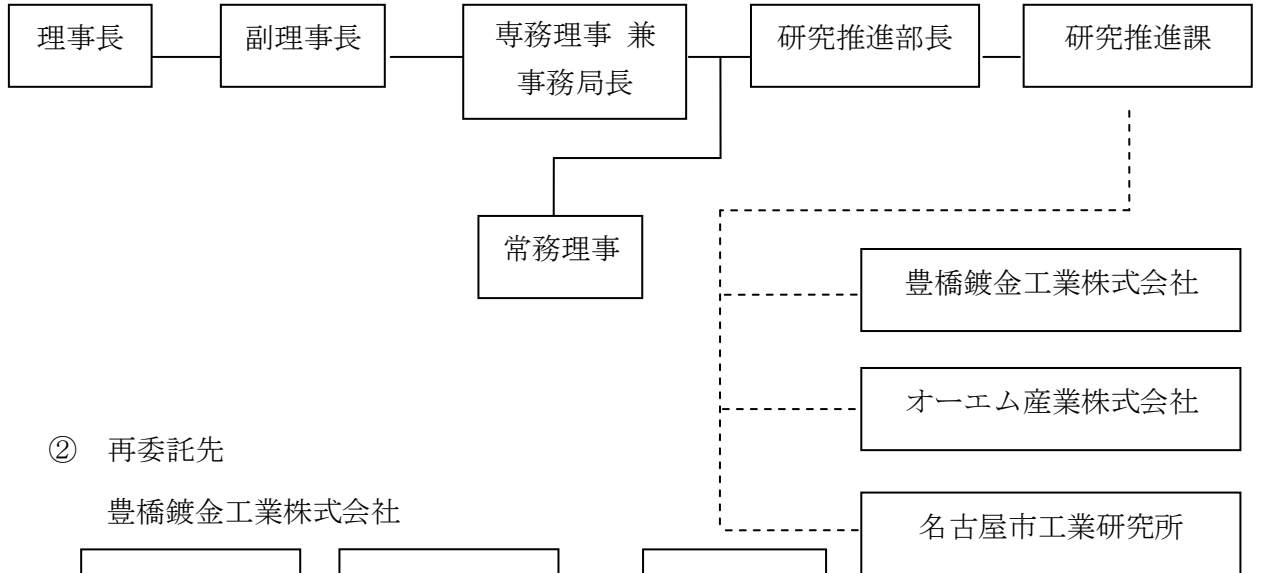 理事長
副理事長
専務理事 兼
事務局長
研究推進部長
研究推進課
常務理事
豊橋鍍金工業株式会社
オーエム産業株式会社
名古屋市工業研究所
② 再委託先
豊橋鍍金工業株式会社